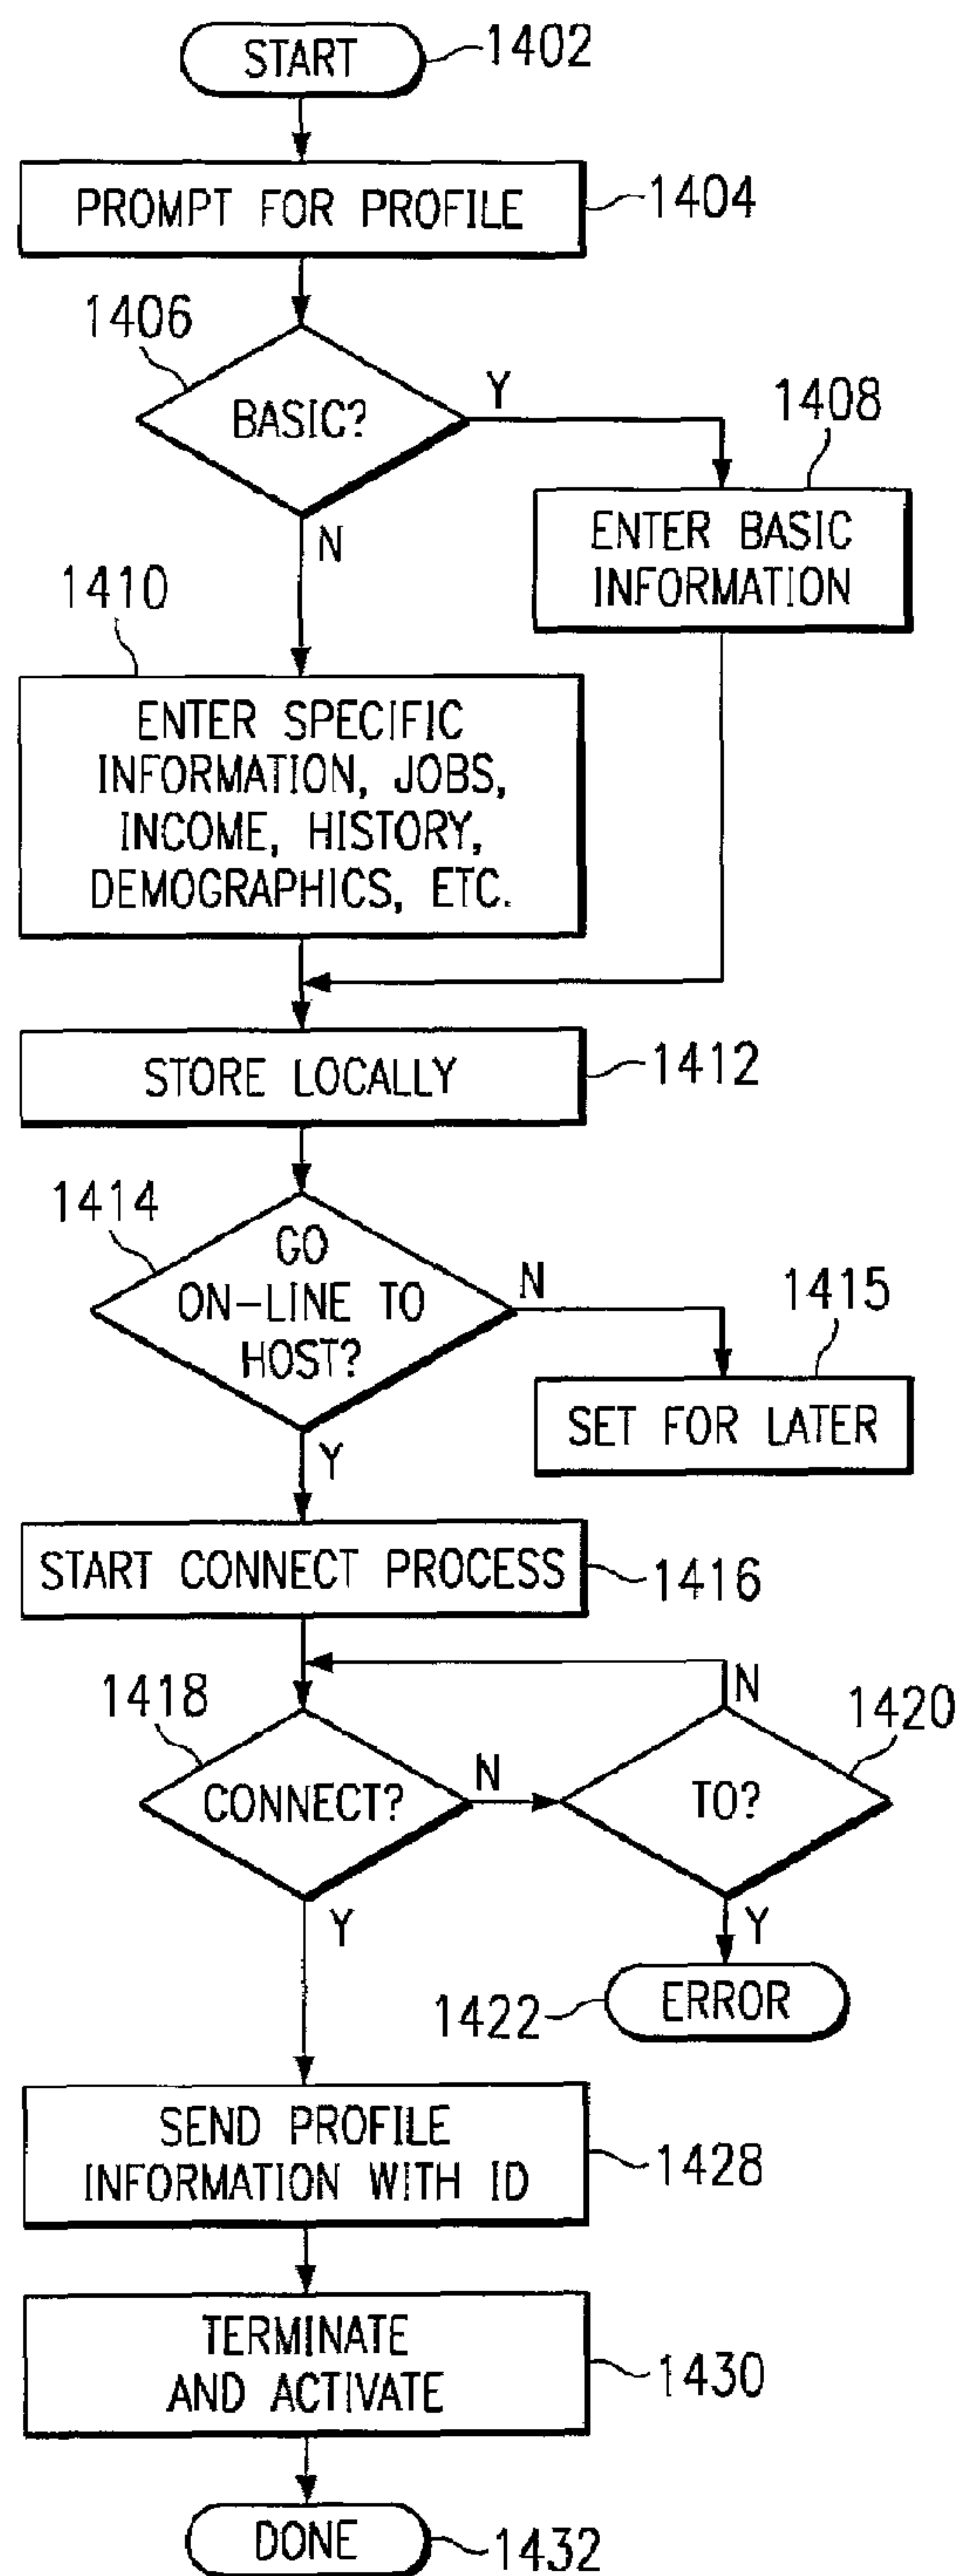 START
1402
PROMPT FOR PROFILE
1404
1406
BASIC?
Y
N
1408
ENTER BASIC
INFORMATION
1410
ENTER SPECIFIC
INFORMATION, JOBS,
INCOME, HISTORY,
DEMOGRAPHICS, ETC.
STORE LOCALLY
1412
1414
GO
ON-LINE TO
HOST?
N
Y
1415
SET FOR LATER
START CONNECT PROCESS
1416
1418
CONNECT?
N
Y
1420
TO?
N
Y
1422
ERROR
SEND PROFILE
INFORMATION WITH ID
1428
TERMINATE
AND ACTIVATE
1430
DONE
1432